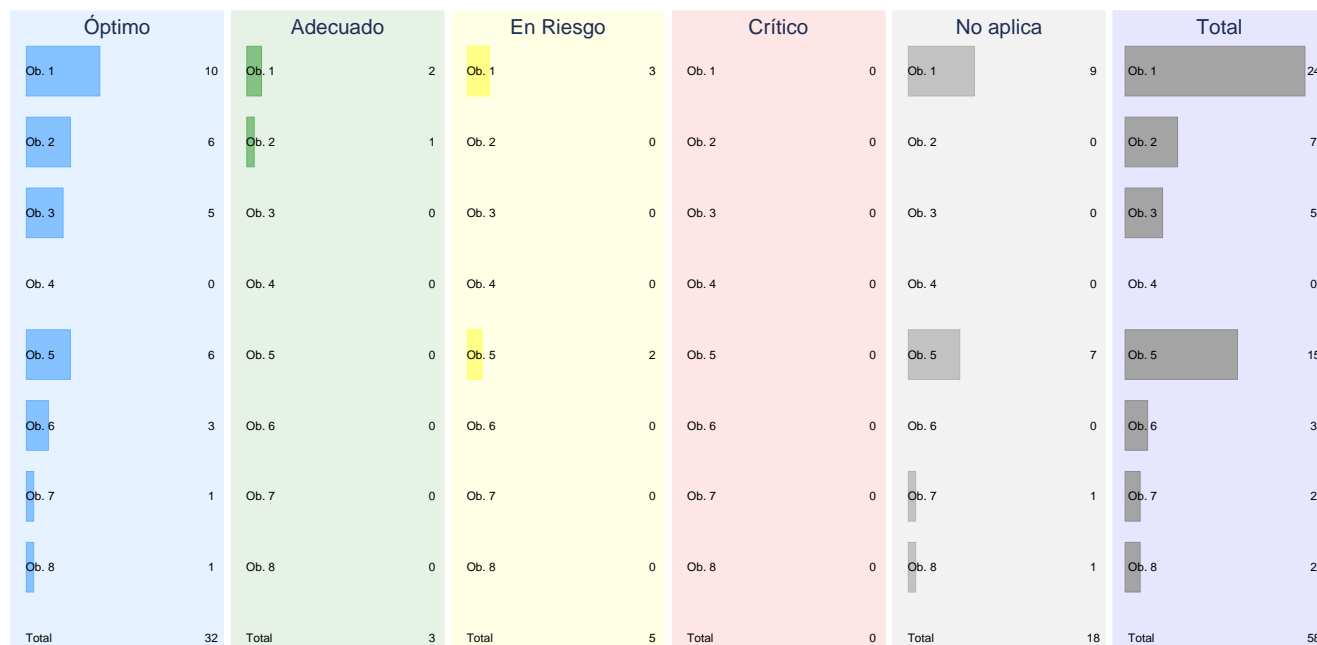 Óptimo Adecuado En Riesgo Crítico No aplica Total
Ob. 1 10 Ob. 1 2 Ob. 1 3 Ob. 1 0 Ob. 1 9 Ob. 1 24
Ob. 2 6 Ob. 2 1 Ob. 2 0 Ob. 2 0 Ob. 2 0 Ob. 2 7
Ob. 3 5 Ob. 3 0 Ob. 3 0 Ob. 3 0 Ob. 3 0 Ob. 3 5
Ob. 4 0 Ob. 4 0 Ob. 4 0 Ob. 4 0 Ob. 4 0 Ob. 4 0
Ob. 5 6 Ob. 5 0 Ob. 5 2 Ob. 5 0 Ob. 5 7 Ob. 5 15
Ob. 6 3 Ob. 6 0 Ob. 6 0 Ob. 6 0 Ob. 6 0 Ob. 6 3
Ob. 7 1 Ob. 7 0 Ob. 7 0 Ob. 7 0 Ob. 7 1 Ob. 7 2
Ob. 8 1 Ob. 8 0 Ob. 8 0 Ob. 8 0 Ob. 8 1 Ob. 8 2
Total 32 Total 3 Total 5 Total 0 Total 18 Total 58